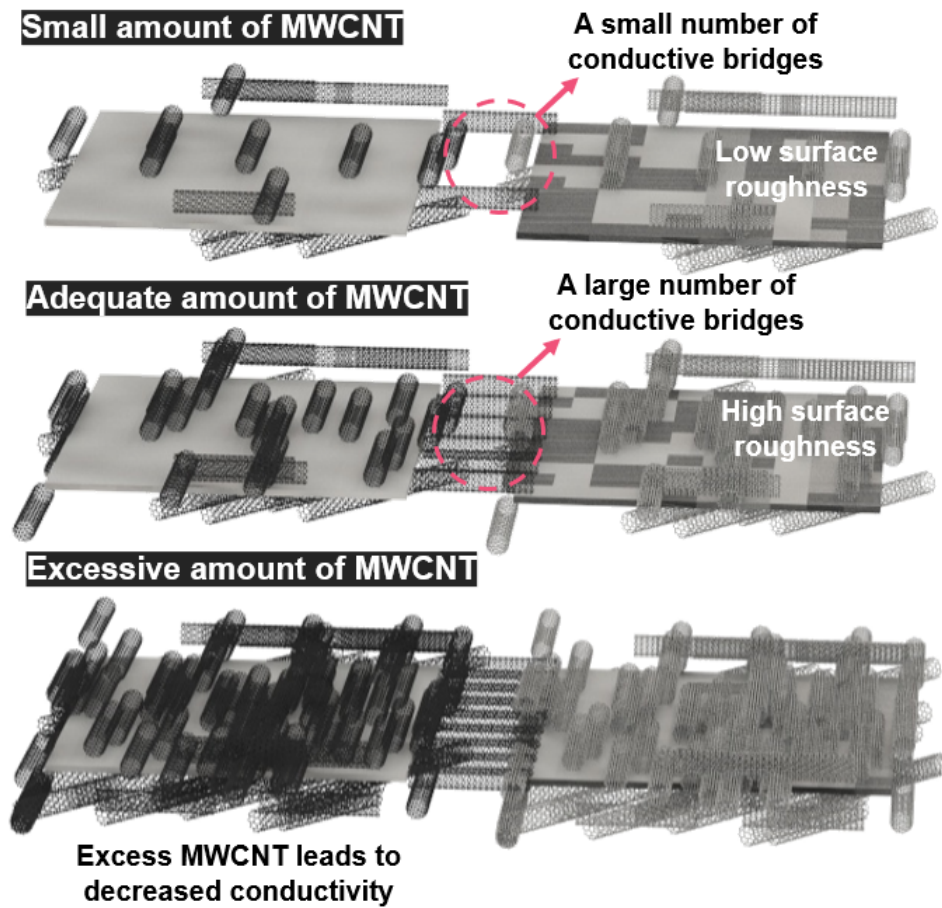 Small amount of MWCNT
A small number of
conductive bridges
Low surface
roughness
Adequate amount of MWCNT
A large number of
conductive bridges
High surface
roughness
Excessive amount of MWCNT
Excess MWCNT leads to
decreased conductivity